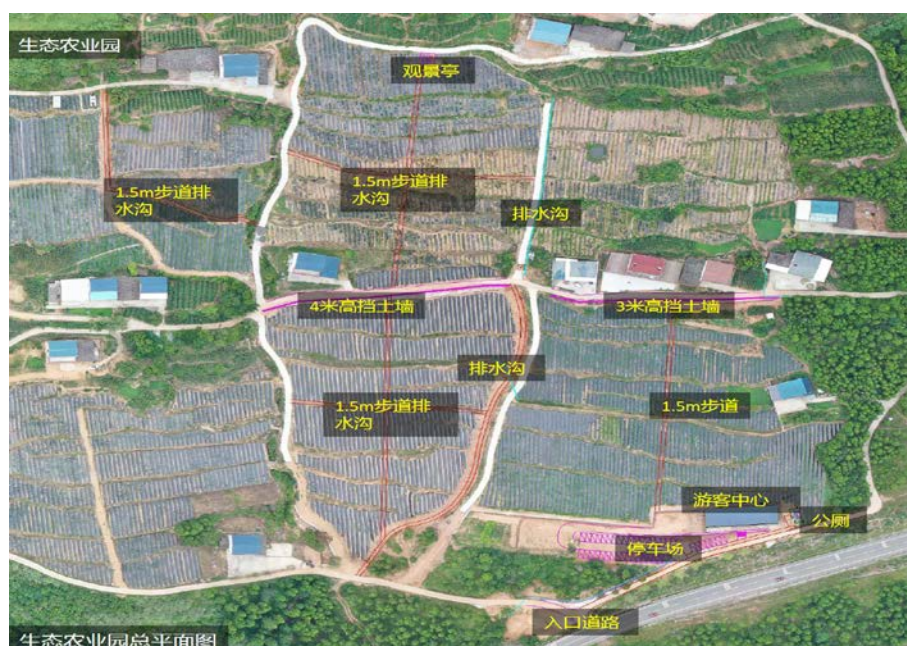 生态农业园
观景亭
1.5m步道排
水沟
1.5m步道排
水沟
排水沟
4米高挡土墙
3米高挡土墙
排水沟
1.5m步道排
水沟
1.5m步道
游客中心
公厕
停车场
入口道路
生态农业园总平面图